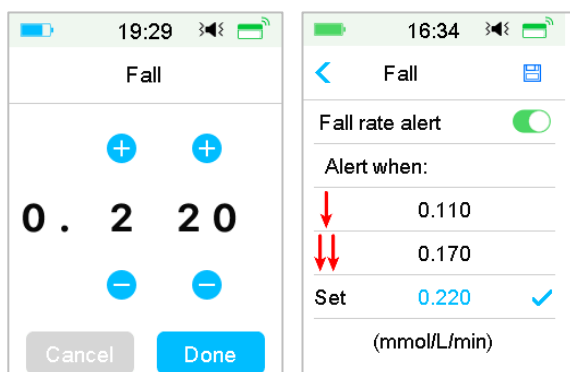 19:29
Fall
0. 2 20
Cancel Done
16:34
Fall
Fall rate alert
Alert when:
0.110
0.170
Set 0.220
(mmol/L/min)